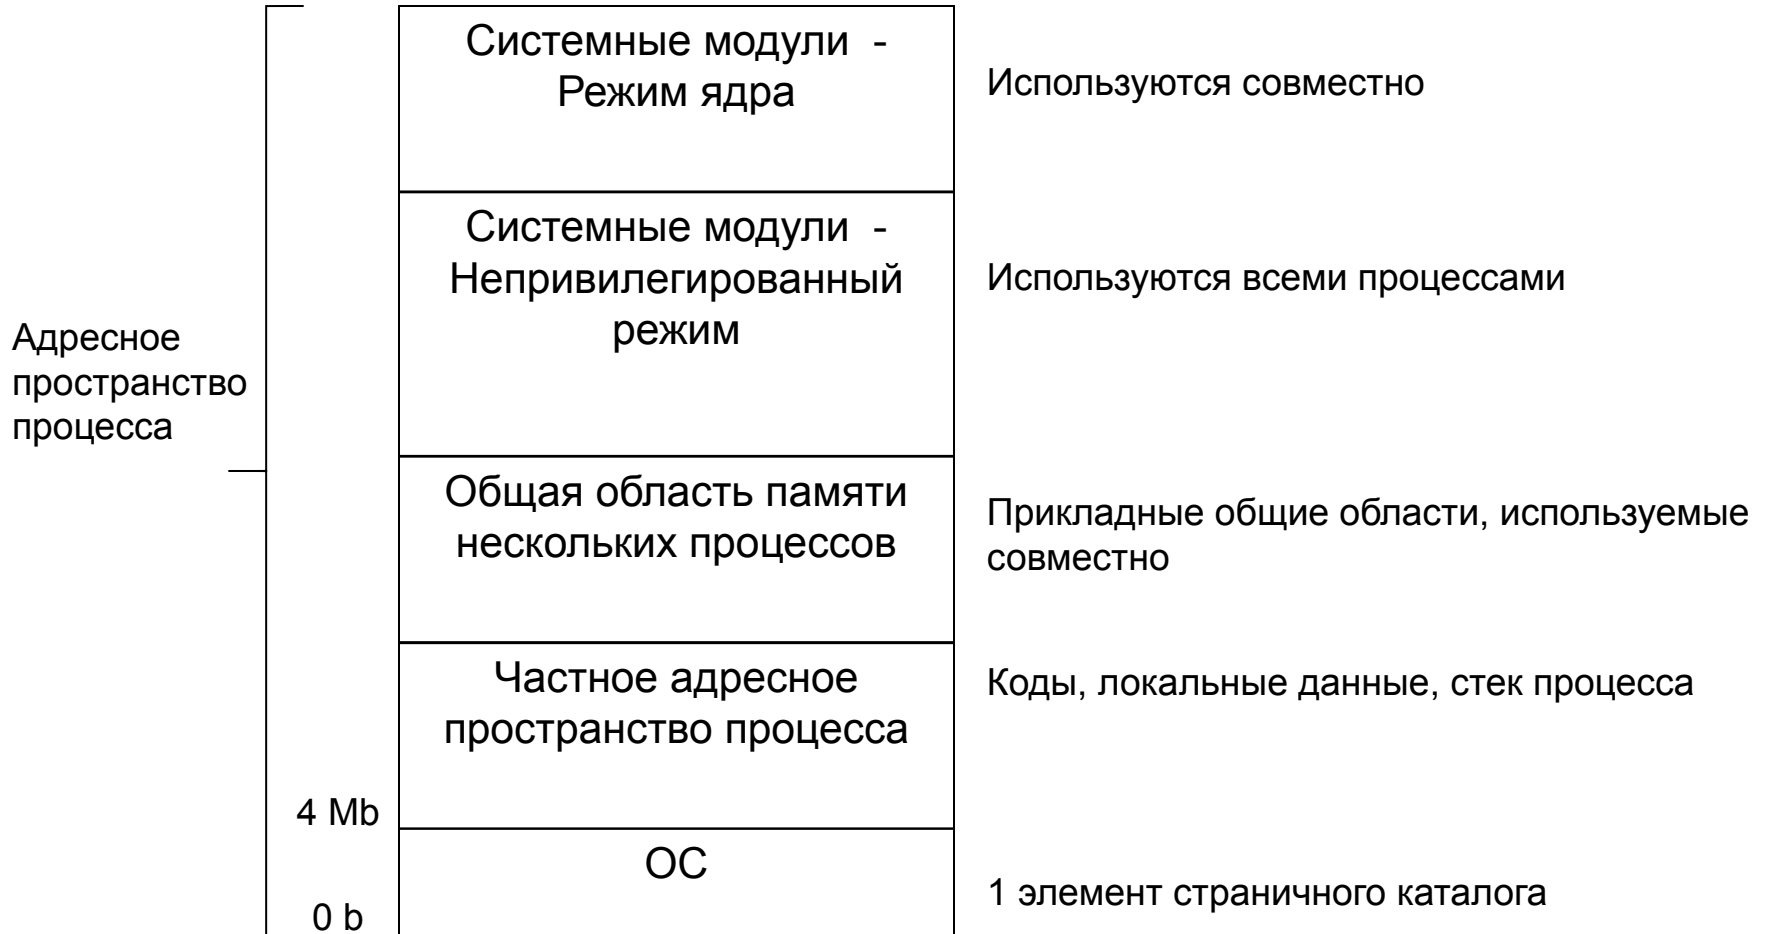 Системные модули -
Режим ядра
Используются совместно
Системные модули -
Непривилегированный
режим
Используются всеми процессами
Адресное
пространство
процесса
Общая область памяти
нескольких процессов
Прикладные общие области, используемые
совместно
Частное адресное
пространство процесса
Коды, локальные данные, стек процесса
4 Mb
ОС
1 элемент страничного каталога
0 b